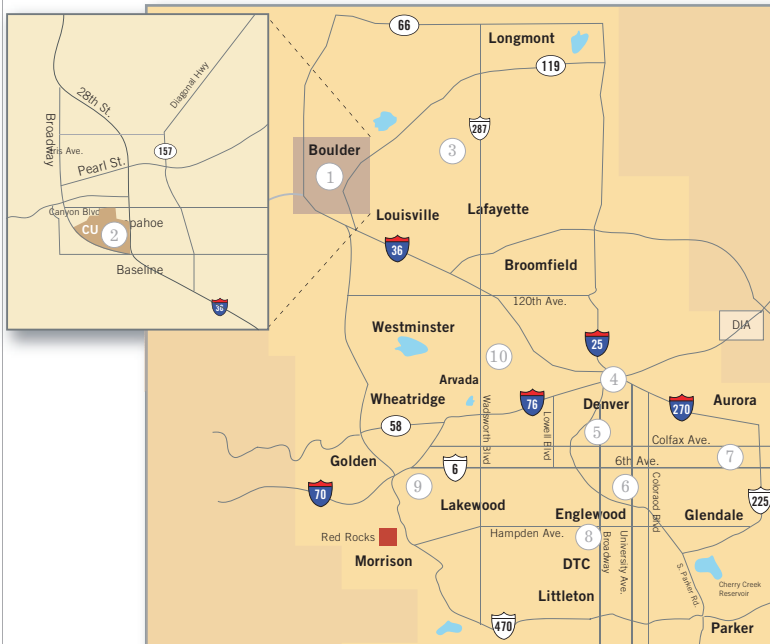 66
Longmont
119
28th St.
Diagonal Hwy
Broadway
287
Iris Ave.
157
Boulder
3
Pearl St.
1
Canyon Blvd
Louisville
Lafayette
CU
2
pahoe
36
Broomfield
Baseline
36
120th Ave.
Westminster
DIA
25
10
Arvada
4
Wheatridge
76
Denver
270
Aurora
Wadsworth Blvd
Lowell Blvd
58
5
Colfax Ave.
Golden
6
6th Ave.
7
70
9
6
Coloraod Blvd
225
Lakewood
Englewood
Glendale
Red Rocks
Hampden Ave.
8
Broadway
University Ave.
Morrison
DTC
S. Parker Rd.
Cherry Creek
Reservoir
Littleton
470
Parker